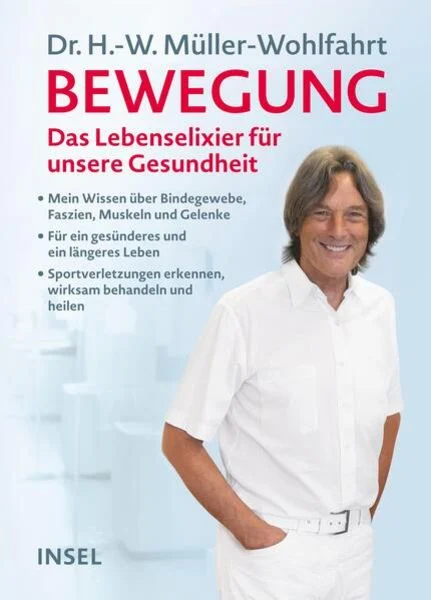 Dr. H.-W. Müller-Wohlfahrt
BEWEGUNG
Das Lebenselixier für
unsere Gesundheit
• Mein Wissen über Bindegewebe,
Faszien, Muskeln und Gelenke
• Für ein gesünderes und
ein längeres Leben
• Sportverletzungen erkennen,
wirksam behandeln und
heilen
INSEL